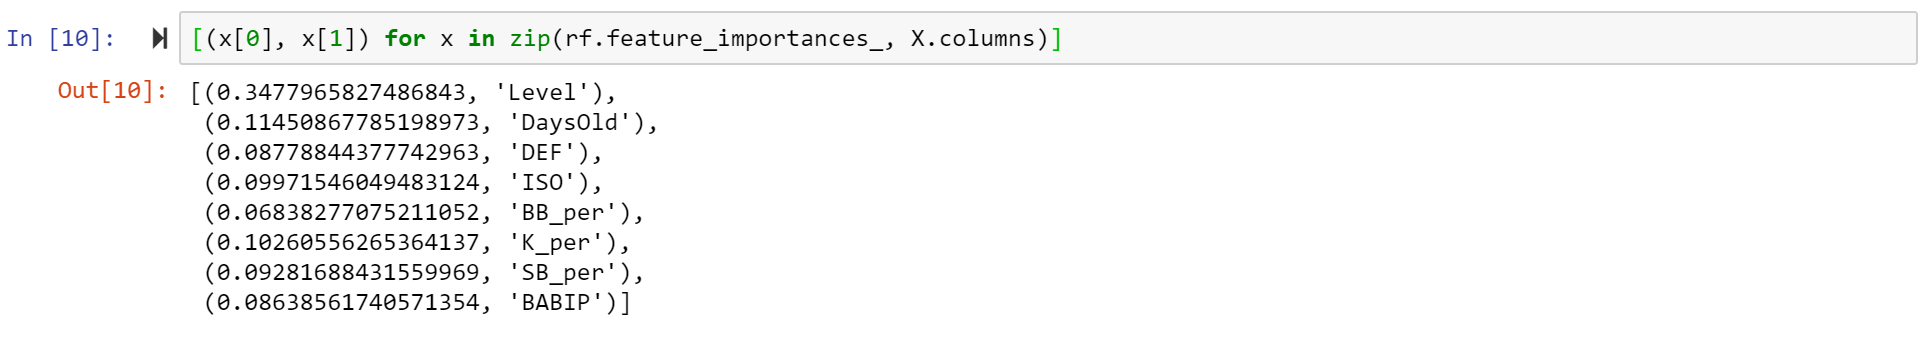 In [10]: [(x[0], x[1]) for x in zip(rf.feature_importances_, X.columns)]
Out[10]: [(0.3477965827486843, 'Level'),
(0.11450867785198973, 'DaysOld'),
(0.08778844377742963, 'DEF'),
(0.09971546049483124, 'ISO'),
(0.06838277075211052, 'BB_per'),
(0.10260556265364137, 'K_per'),
(0.09281688431559969, 'SB_per'),
(0.08638561740571354, 'BABIP')]